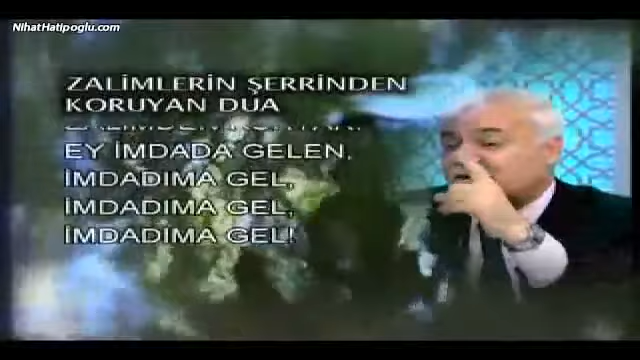 NihatHatipoglu.com
ZALİMLERİN ŞERRİNDEN
KORUYAN DUA
EY İMDADA GELEN,
İMDADIMA GEL,
İMDADIMA GEL,
İMDADIMA GEL!